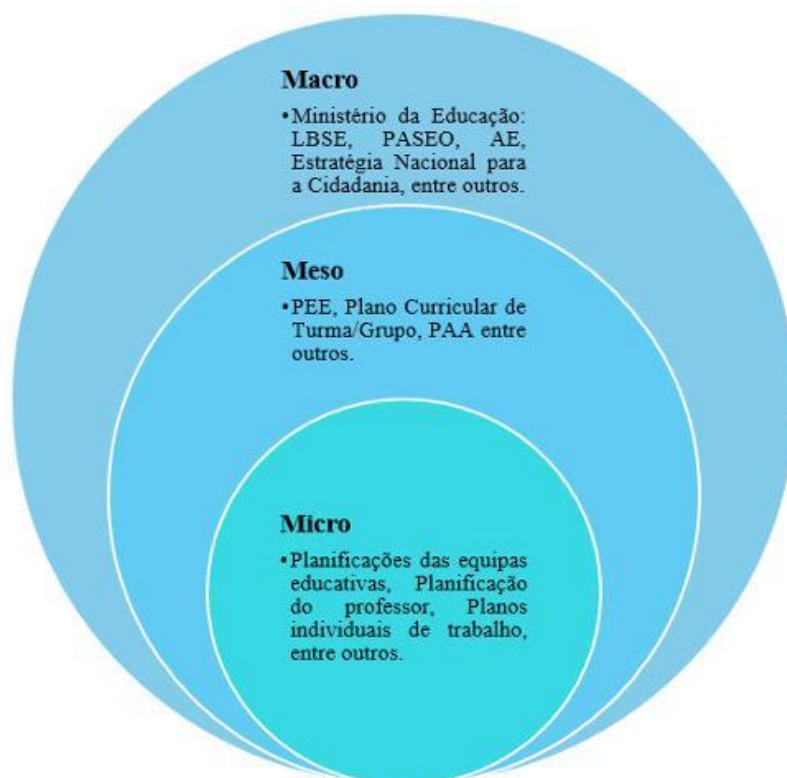 Macro
•Ministério da Educação:
LBSE, PASEO, AE,
Estratégia Nacional para
a Cidadania, entre outros.
Meso
•PEE, Plano Curricular de
Turma/Grupo, PAA entre
outros.
Micro
•Planificações das equipas
educativas, Planificação
do professor, Planos
individuais de trabalho,
entre outros.